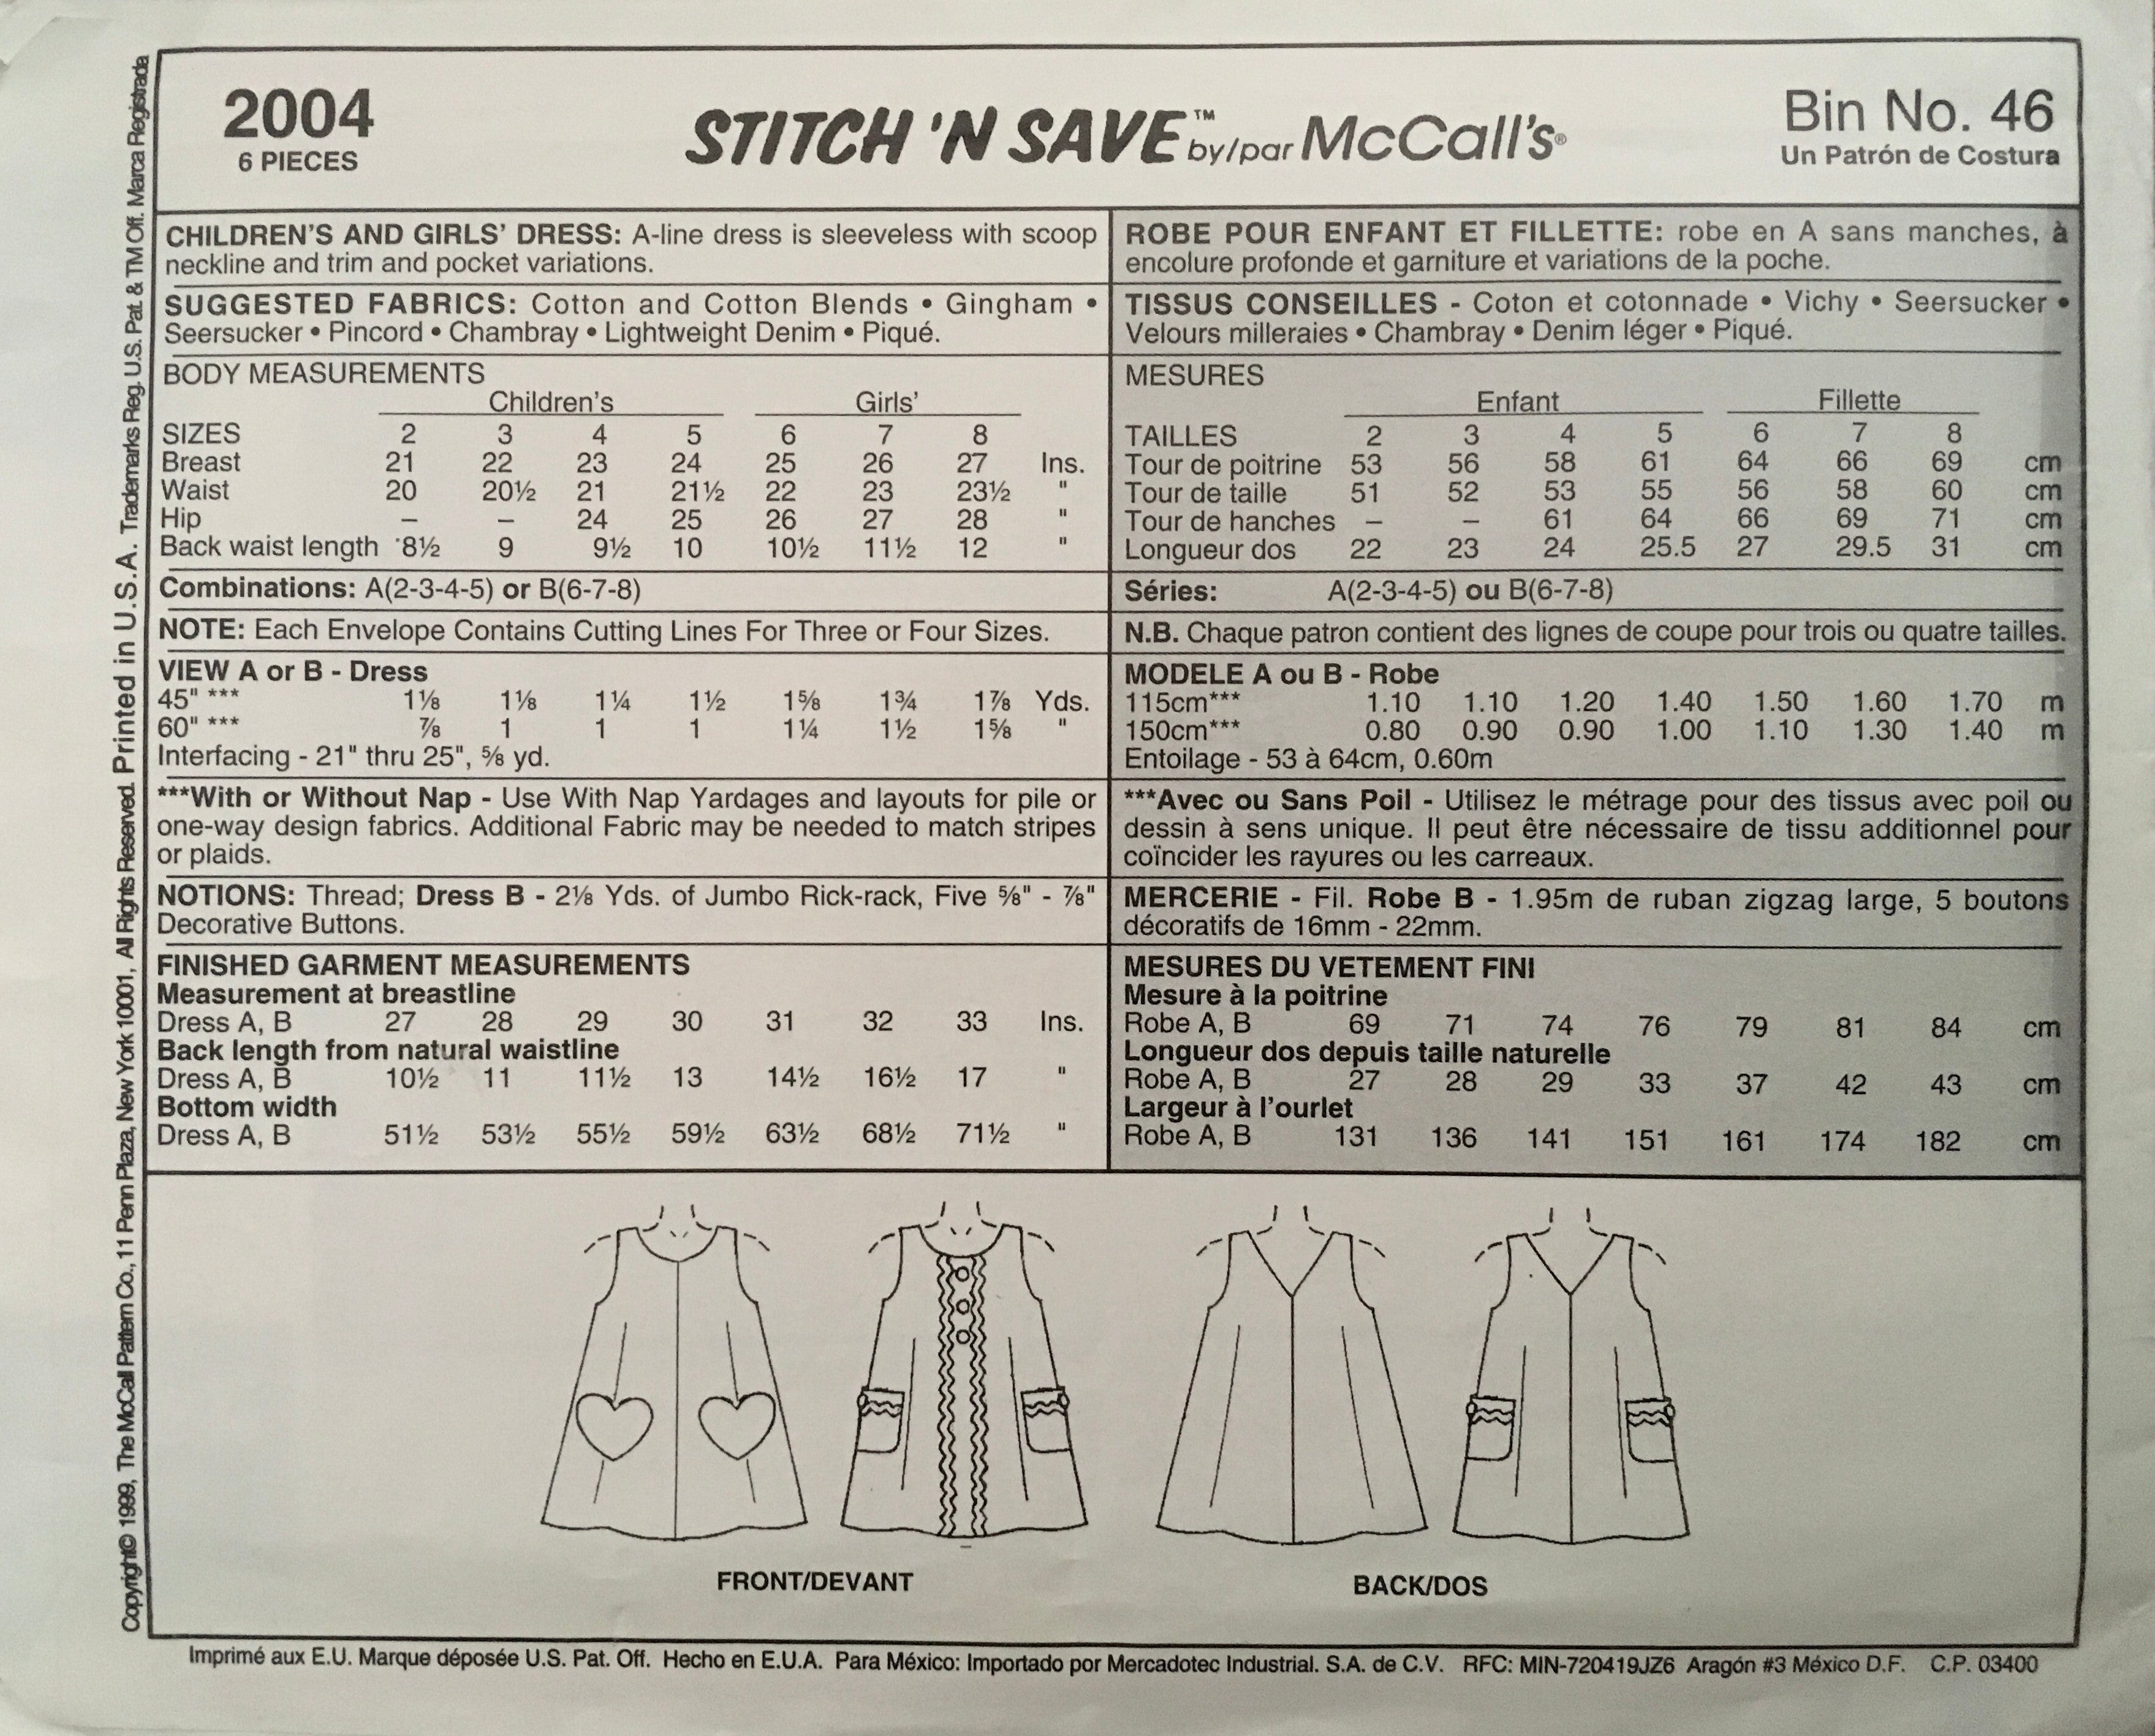 2004
6 PIECES
STITCH 'N SAVE™ by/par McCall's®
Bin No. 46
Un Patrón de Costura
CHILDREN'S AND GIRLS' DRESS: A-line dress is sleeveless with scoop
neckline and trim and pocket variations.
SUGGESTED FABRICS: Cotton and Cotton Blends • Gingham •
Seersucker • Pincord • Chambray • Lightweight Denim • Piqué.
BODY MEASUREMENTS
Children's Girls'
SIZES 2 3 4 5 6 7 8
Breast 21 22 23 24 25 26 27 Ins.
Waist 20 20½ 21 21½ 22 23 23½ "
Hip – – 24 25 26 27 28 "
Back waist length 8½ 9 9½ 10 10½ 11½ 12 "
Combinations: A(2-3-4-5) or B(6-7-8)
NOTE: Each Envelope Contains Cutting Lines For Three or Four Sizes.
VIEW A or B - Dress
45" *** 1⅛ 1⅛ 1¼ 1½ 1⅝ 1¾ 1⅞ Yds.
60" *** ⅞ 1 1 1 1¼ 1½ 1⅝ "
Interfacing - 21" thru 25", ⅝ yd.
***With or Without Nap - Use With Nap Yardages and layouts for pile or
one-way design fabrics. Additional Fabric may be needed to match stripes
or plaids.
NOTIONS: Thread; Dress B - 2⅛ Yds. of Jumbo Rick-rack, Five ⅝" - ⅞"
Decorative Buttons.
FINISHED GARMENT MEASUREMENTS
Measurement at breastline
Dress A, B 27 28 29 30 31 32 33 Ins.
Back length from natural waistline
Dress A, B 10½ 11 11½ 13 14½ 16½ 17 "
Bottom width
Dress A, B 51½ 53½ 55½ 59½ 63½ 68½ 71½ "
ROBE POUR ENFANT ET FILLETTE: robe en A sans manches, à
encolure profonde et garniture et variations de la poche.
TISSUS CONSEILLES - Coton et cotonnade • Vichy • Seersucker •
Velours milleraies • Chambray • Denim léger • Piqué.
MESURES
Enfant Fillette
TAILLES 2 3 4 5 6 7 8
Tour de poitrine 53 56 58 61 64 66 69 cm
Tour de taille 51 52 53 55 56 58 60 cm
Tour de hanches – – 61 64 66 69 71 cm
Longueur dos 22 23 24 25.5 27 29.5 31 cm
Séries: A(2-3-4-5) ou B(6-7-8)
N.B. Chaque patron contient des lignes de coupe pour trois ou quatre tailles.
MODELE A ou B - Robe
115cm*** 1.10 1.10 1.20 1.40 1.50 1.60 1.70 m
150cm*** 0.80 0.90 0.90 1.00 1.10 1.30 1.40 m
Entoilage - 53 à 64cm, 0.60m
***Avec ou Sans Poil - Utilisez le métrage pour des tissus avec poil ou
dessin à sens unique. Il peut être nécessaire de tissu additionnel pour
coïncider les rayures ou les carreaux.
MERCERIE - Fil. Robe B - 1.95m de ruban zigzag large, 5 boutons
décoratifs de 16mm - 22mm.
MESURES DU VETEMENT FINI
Mesure à la poitrine
Robe A, B 69 71 74 76 79 81 84 cm
Longueur dos depuis taille naturelle
Robe A, B 27 28 29 33 37 42 43 cm
Largeur à l'ourlet
Robe A, B 131 136 141 151 161 174 182 cm
FRONT/DEVANT
BACK/DOS
Imprimé aux E.U. Marque déposée U.S. Pat. Off. Hecho en E.U.A. Para México: Importado por Mercadotec Industrial. S.A. de C.V. RFC: MIN-720419JZ6 Aragón #3 México D.F. C.P. 03400
Copyright© 1999, The McCall Pattern Co., 11 Penn Plaza, New York 10001, All Rights Reserved. Printed in U.S.A. Trademarks Reg. U.S. Pat. & TM Off. Marca Registrada